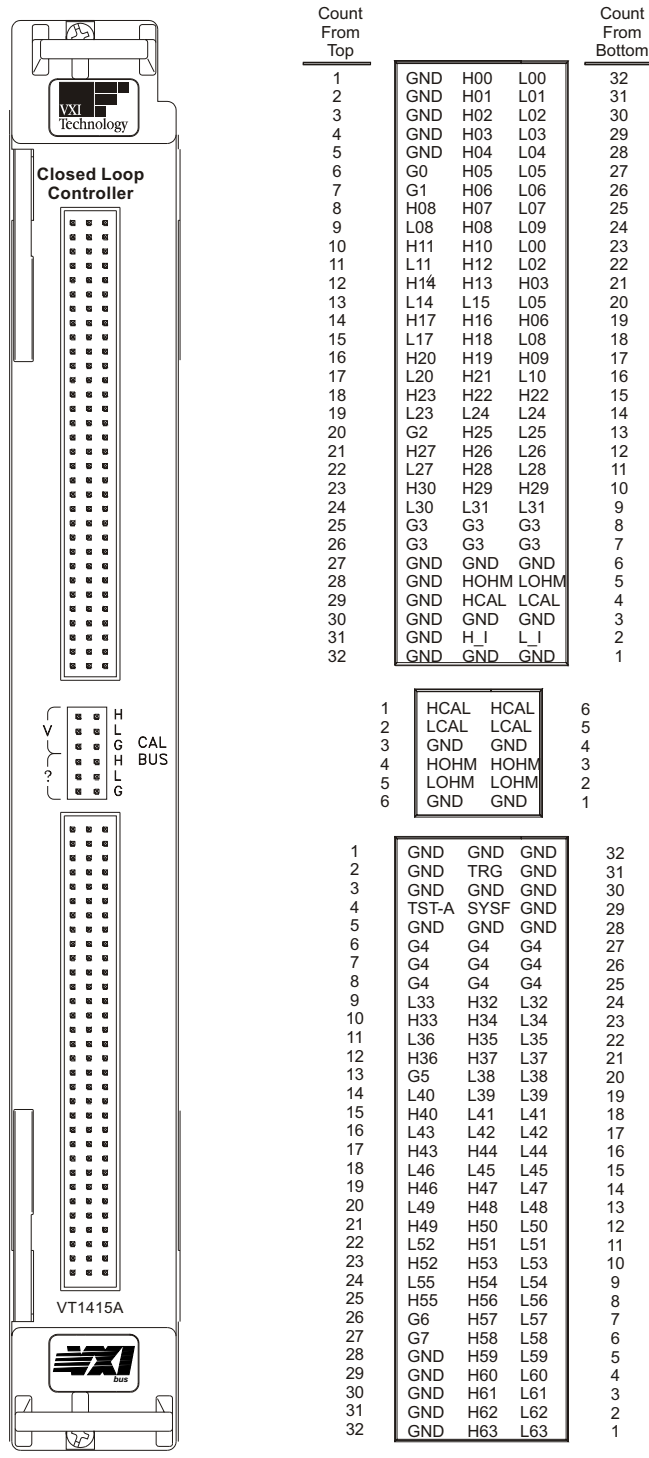 VXI
Technology
Closed Loop
Controller
V
?
H
L
G
H
L
G
CAL
BUS
VT1415A
VXI
bus
Count From Top Count From Bottom
1 GND H00 L00 32
2 GND H01 L01 31
3 GND H02 L02 30
4 GND H03 L03 29
5 GND H04 L04 28
6 G0 H05 L05 27
7 G1 H06 L06 26
8 H08 H07 L07 25
9 L08 H08 L09 24
10 H11 H10 L00 23
11 L11 H12 L02 22
12 H14 H13 H03 21
13 L14 L15 L05 20
14 H17 H16 H06 19
15 L17 H18 L08 18
16 H20 H19 H09 17
17 L20 H21 L10 16
18 H23 H22 H22 15
19 L23 L24 L24 14
20 G2 H25 L25 13
21 H27 H26 L26 12
22 L27 H28 L28 11
23 H30 H29 H29 10
24 L30 L31 L31 9
25 G3 G3 G3 8
26 G3 G3 G3 7
27 GND GND GND 6
28 GND HOHM LOHM 5
29 GND HCAL LCAL 4
30 GND GND GND 3
31 GND H_I L_I 2
32 GND GND GND 1
1 HCAL HCAL 6
2 LCAL LCAL 5
3 GND GND 4
4 HOHM HOHM 3
5 LOHM LOHM 2
6 GND GND 1
1 GND GND GND 32
2 GND TRG GND 31
3 GND GND GND 30
4 TST-A SYSF GND 29
5 GND GND GND 28
6 G4 G4 G4 27
7 G4 G4 G4 26
8 G4 G4 G4 25
9 L33 H32 L32 24
10 H33 H34 L34 23
11 L36 H35 L35 22
12 H36 H37 L37 21
13 G5 L38 L38 20
14 L40 L39 L39 19
15 H40 L41 L41 18
16 L43 L42 L42 17
17 H43 H44 L44 16
18 L46 L45 L45 15
19 H46 H47 L47 14
20 L49 H48 L48 13
21 H49 H50 L50 12
22 L52 H51 L51 11
23 H52 H53 L53 10
24 L55 H54 L54 9
25 H55 H56 L56 8
26 G6 H57 L57 7
27 G7 H58 L58 6
28 GND H59 L59 5
29 GND H60 L60 4
30 GND H61 L61 3
31 GND H62 L62 2
32 GND H63 L63 1